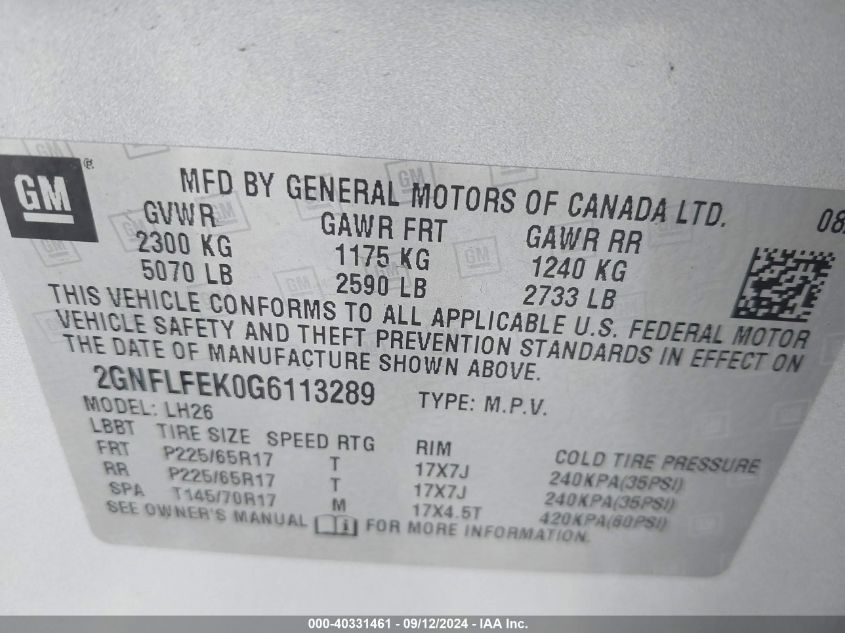 GM ®
MFD BY GENERAL MOTORS OF CANADA LTD. 08
GVWR GAWR FRT GAWR RR
2300 KG 1175 KG 1240 KG
5070 LB 2590 LB 2733 LB
THIS VEHICLE CONFORMS TO ALL APPLICABLE U.S. FEDERAL MOTOR
VEHICLE SAFETY AND THEFT PREVENTION STANDARDS IN EFFECT ON
THE DATE OF MANUFACTURE SHOWN ABOVE.
2GNFLFEK0G6113289 TYPE: M.P.V.
MODEL: LH26
LBBT TIRE SIZE SPEED RTG RIM COLD TIRE PRESSURE
FRT P225/65R17 T 17X7J 240KPA(35PSI)
RR P225/65R17 T 17X7J 240KPA(35PSI)
SPA T145/70R17 M 17X4.5T 420KPA(60PSI)
SEE OWNER'S MANUAL FOR MORE INFORMATION.
000-40331461 - 09/12/2024 - IAA Inc.